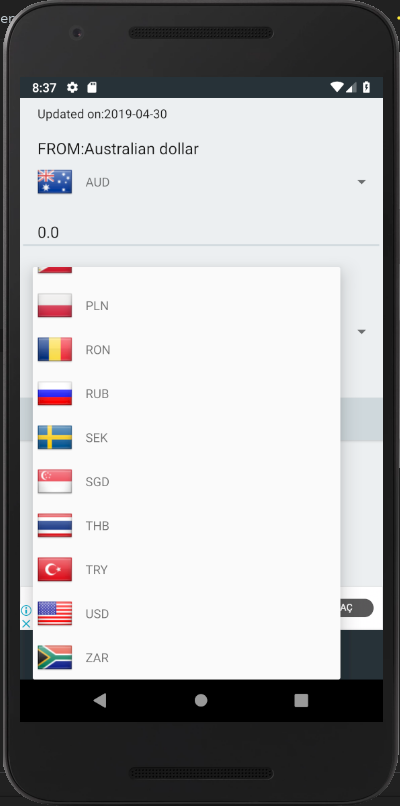 en
8:37
Updated on:2019-04-30
FROM:Australian dollar
AUD
0.0
PLN
RON
RUB
SEK
SGD
THB
TRY
USD
ZAR
AÇ